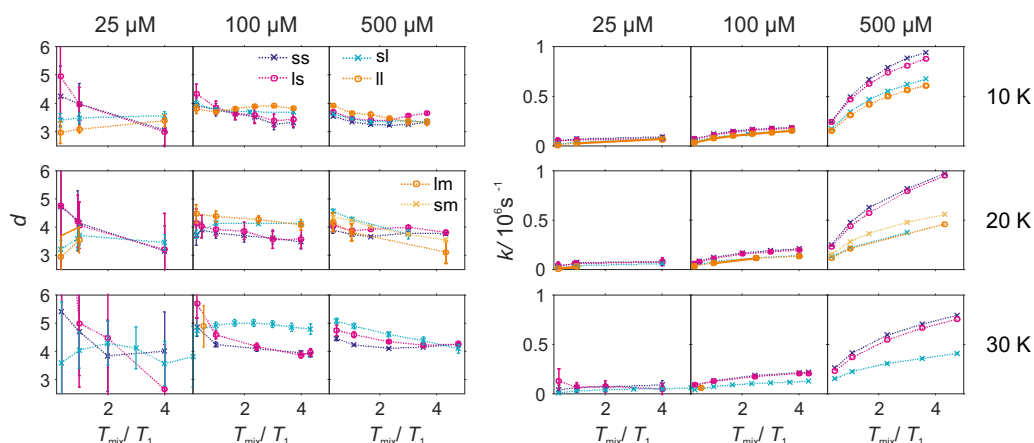 25 µM 100 µM 500 µM 25 µM 100 µM 500 µM
6 5 4 3 ss ls sl ll 1 0.5 0 10 K
6 5 4 3 d lm sm 1 0.5 0 k/ 10⁶s⁻¹ 20 K
6 5 4 3 1 0.5 0 30 K
2 4 2 4 2 4 2 4 2 4 2 4
Tmix/ T1 Tmix/ T1 Tmix/ T1 Tmix/ T1 Tmix/ T1 Tmix/ T1